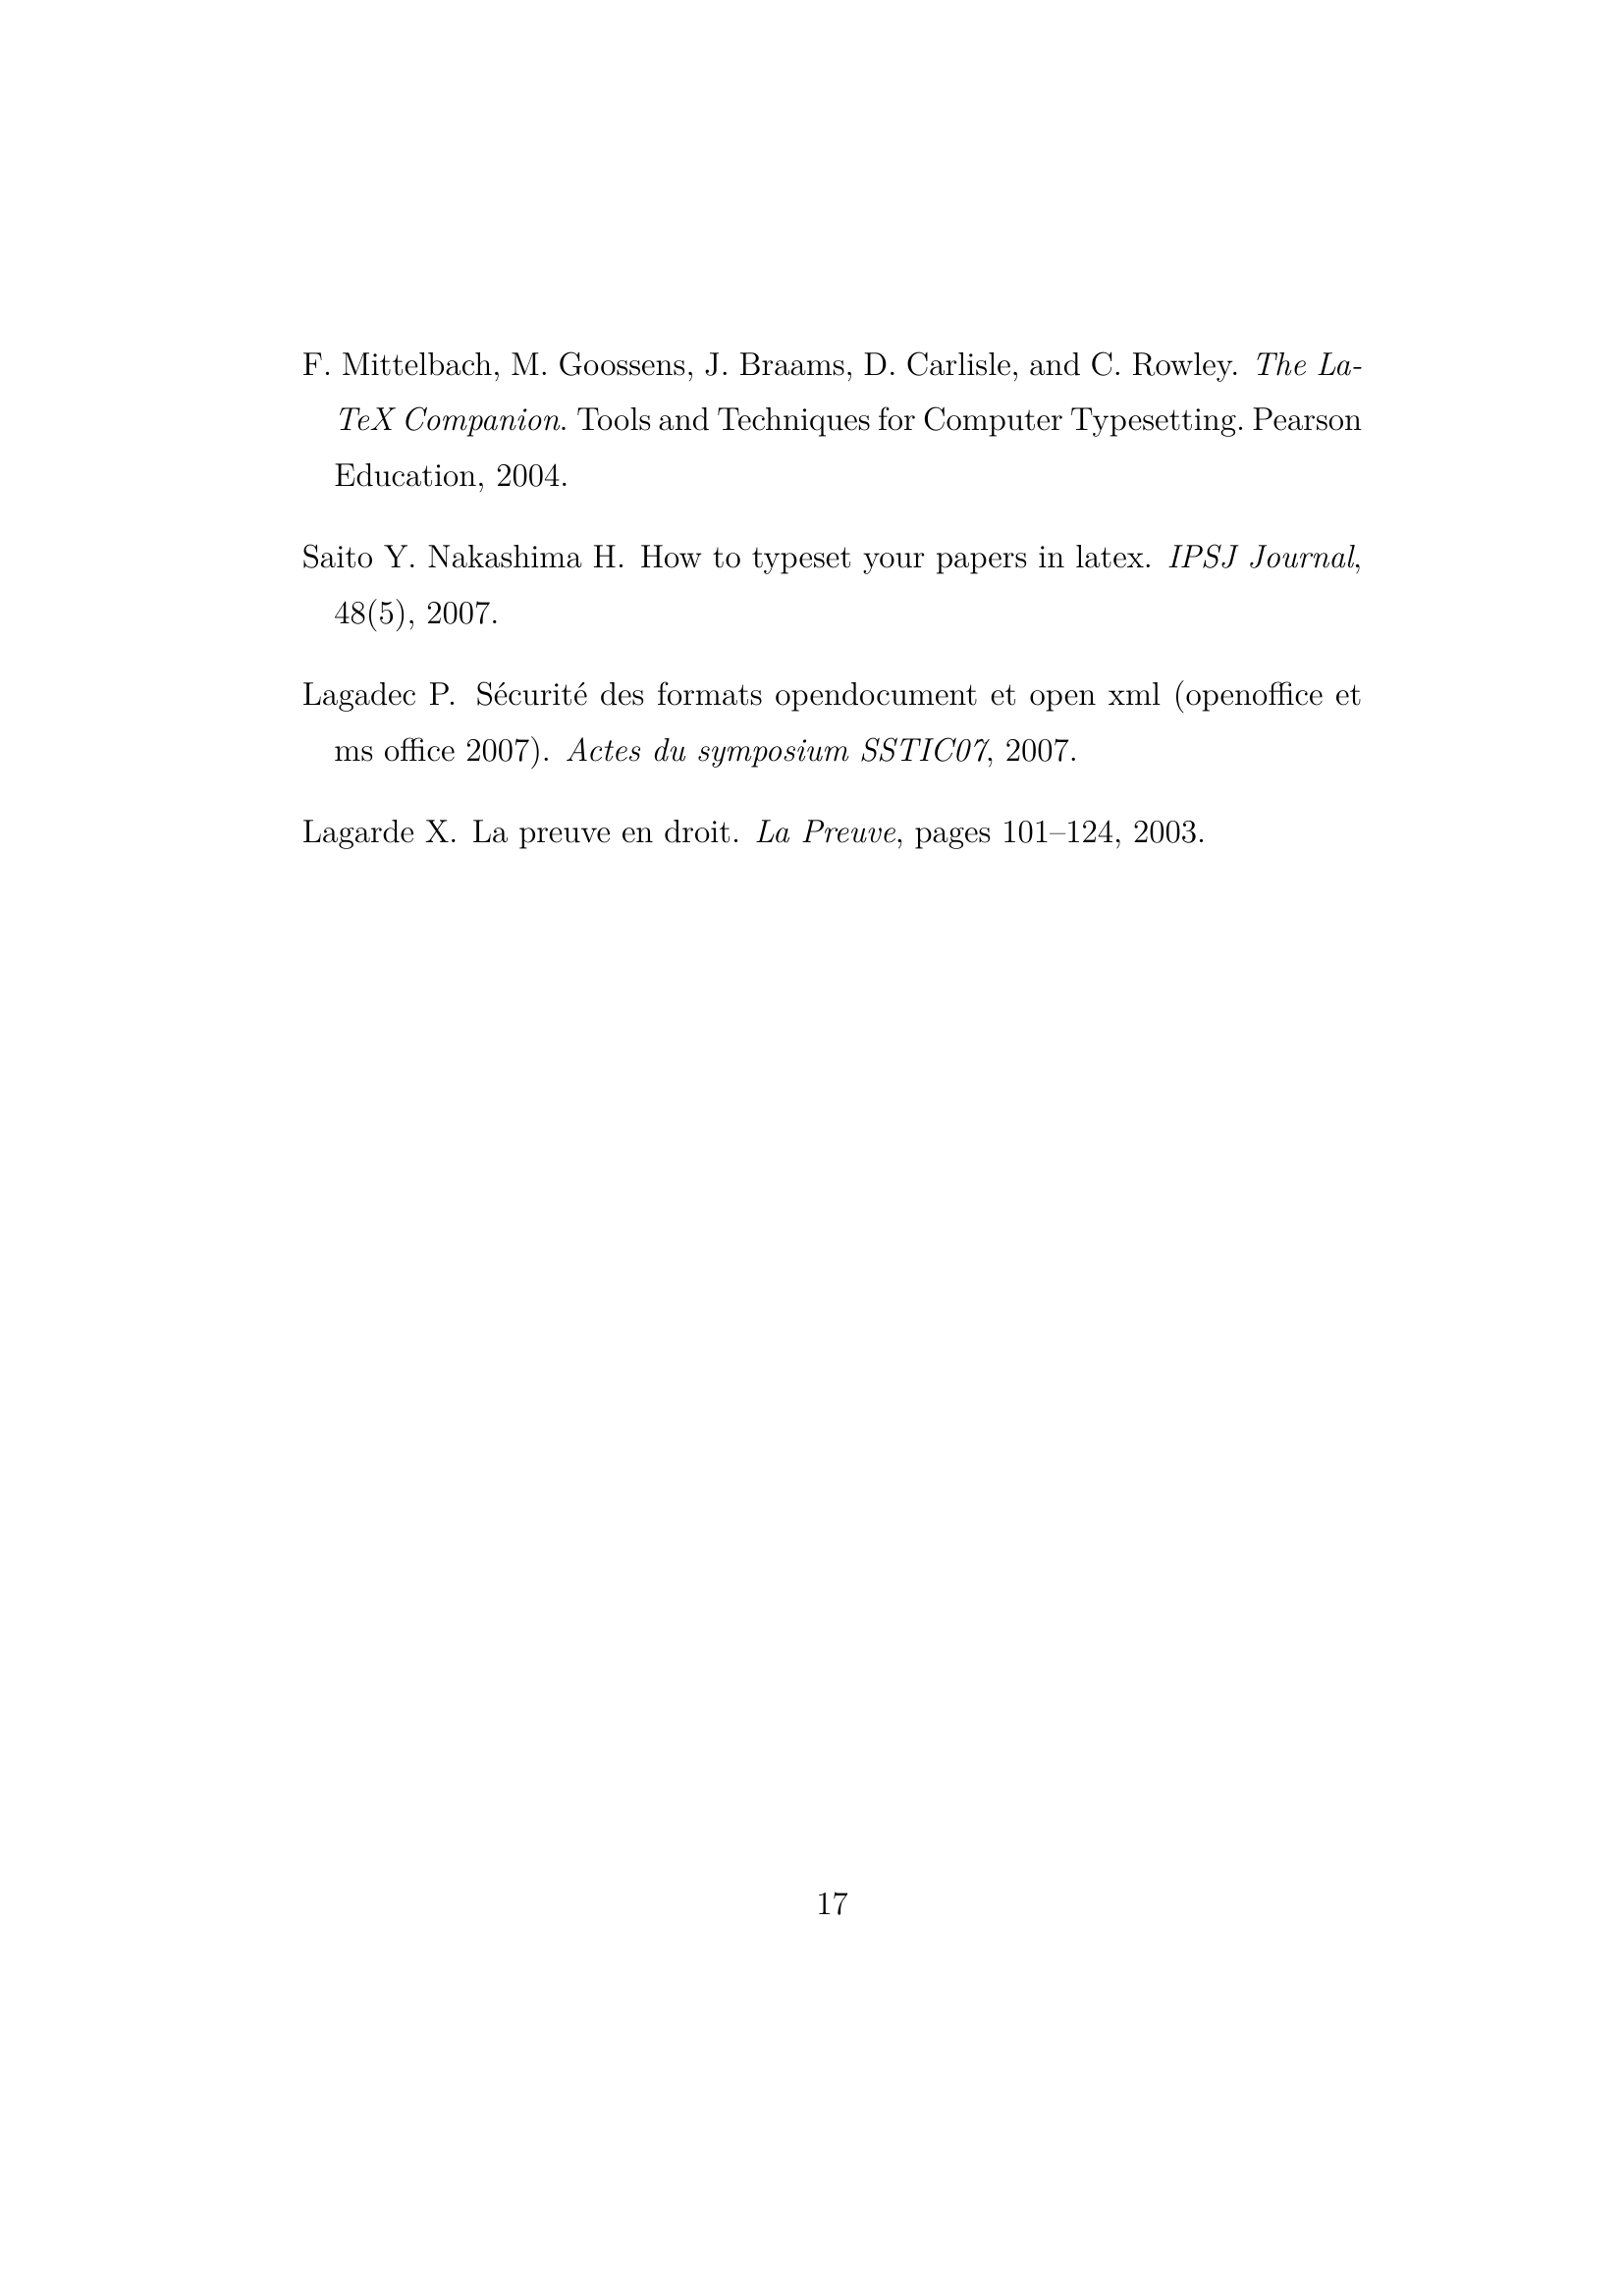 F. Mittelbach, M. Goossens, J. Braams, D. Carlisle, and C. Rowley. The La-
TeX Companion. Tools and Techniques for Computer Typesetting. Pearson
Education, 2004.
Saito Y. Nakashima H. How to typeset your papers in latex. IPSJ Journal,
48(5), 2007.
Lagadec P. Sécurité des formats opendocument et open xml (openoffice et
ms office 2007). Actes du symposium SSTIC07, 2007.
Lagarde X. La preuve en droit. La Preuve, pages 101–124, 2003.
17